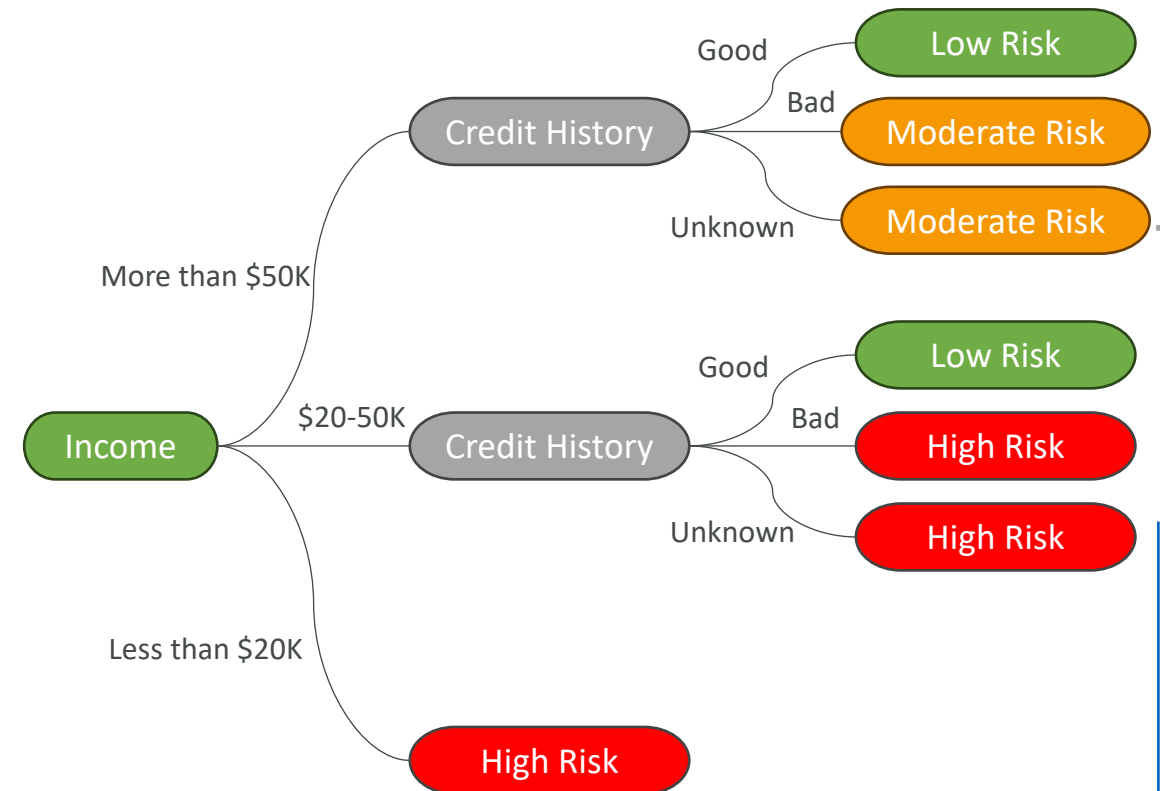 Good
Low Risk
Bad
Credit History
Moderate Risk
Unknown
Moderate Risk
More than $50K
Good
Low Risk
$20-50K
Bad
Income
Credit History
High Risk
Unknown
High Risk
Less than $20K
High Risk